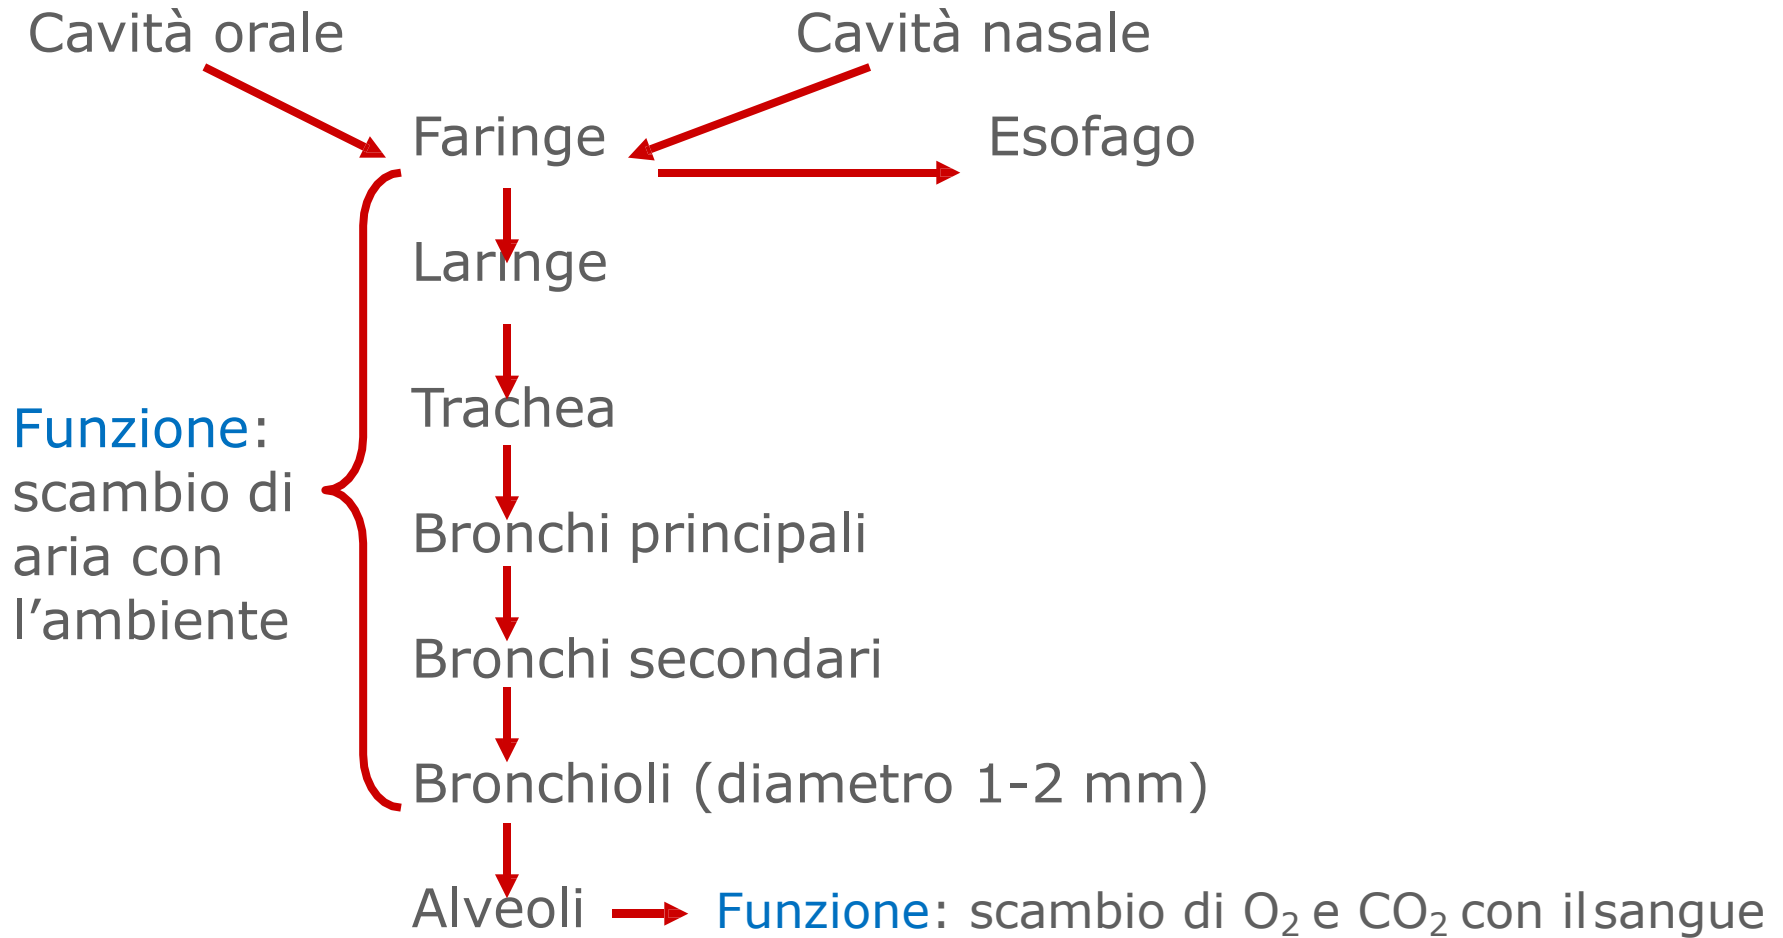 Cavità orale
Cavità nasale
Faringe
Esofago
Laringe
Trachea
Funzione:
scambio di
aria con
l’ambiente
Bronchi principali
Bronchi secondari
Bronchioli (diametro 1-2 mm)
Alveoli
Funzione: scambio di O₂ e CO₂ con il sangue